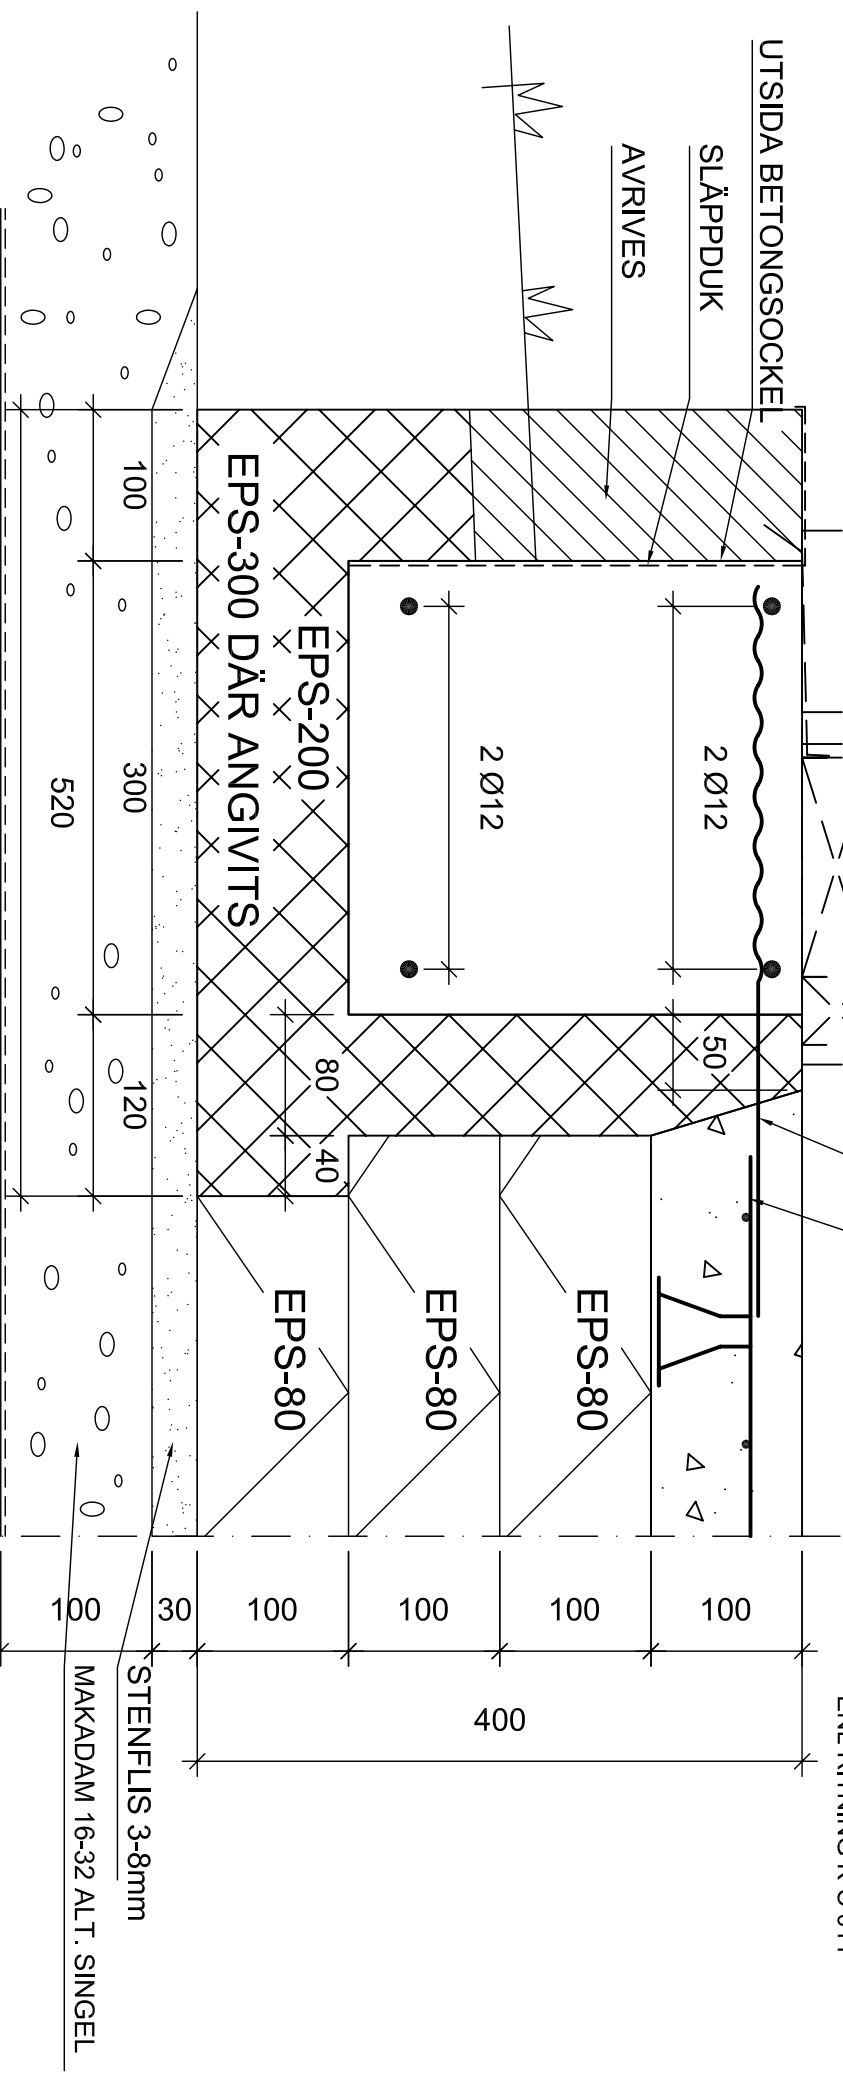 UTSIDA BETONGSOCKEL
SLÄPPDUK
AVRIVES
2 Ø12
2 Ø12
50
80
40
EPS-200
EPS-300 DÄR ANGIVITS
EPS-80
EPS-80
EPS-80
100
300
120
520
100
100
100
100
30
100
400
STENFLIS 3-8mm
MAKADAM 16-32 ALT. SINGEL